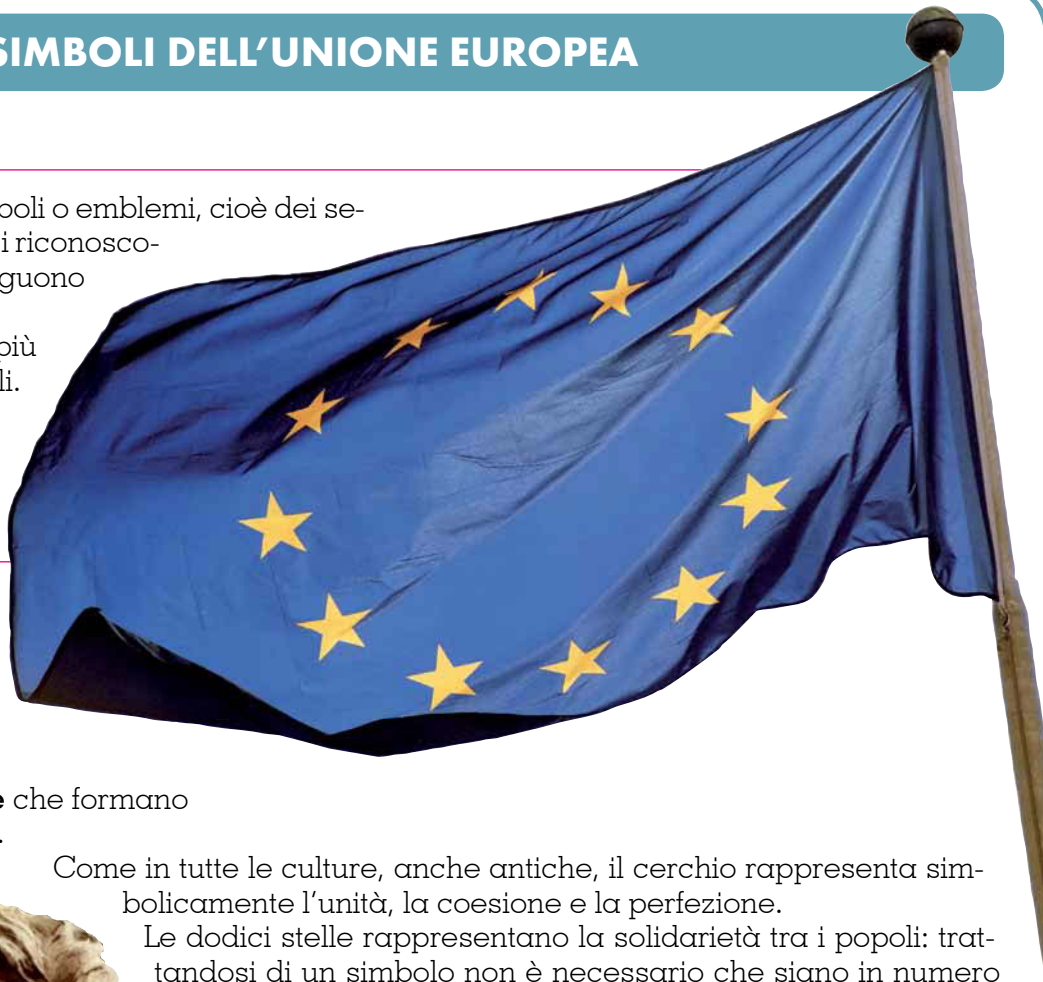 SIMBOLI DELL'UNIONE EUROPEA
boli o emblemi, cioè dei se-
i riconosco-
guono
più
li.
e che formano
.
Come in tutte le culture, anche antiche, il cerchio rappresenta sim-
bolicamente l'unità, la coesione e la perfezione.
Le dodici stelle rappresentano la solidarietà tra i popoli: trat-
tandosi di un simbolo non è necessario che siano in numero